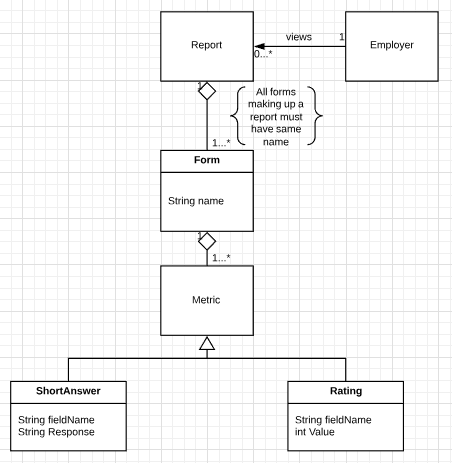 Report
views
1
Employer
0...*
1
All forms
making up a
report must
have same
name
1...*
Form
String name
1
1...*
Metric
ShortAnswer
String fieldName
String Response
Rating
String fieldName
int Value